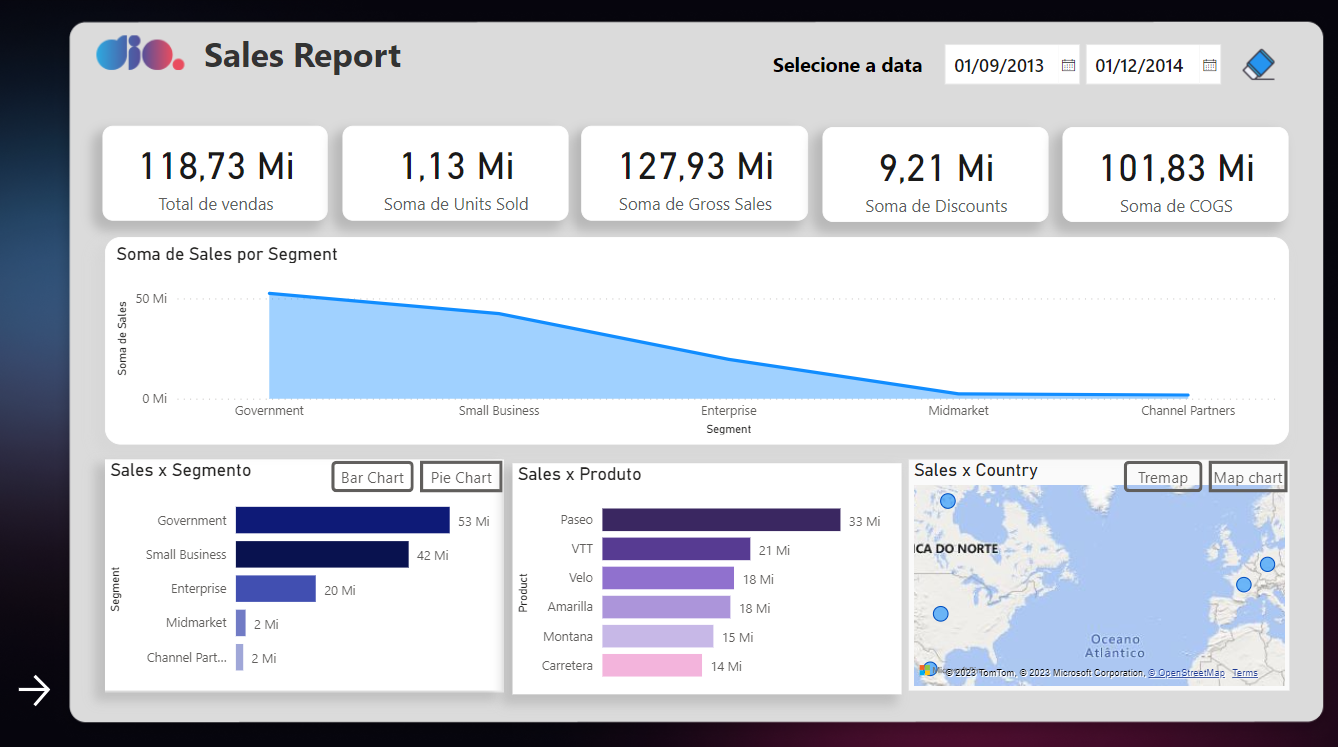 dio.
Sales Report
Selecione a data
01/09/2013
01/12/2014
118,73 Mi
Total de vendas
1,13 Mi
Soma de Units Sold
127,93 Mi
Soma de Gross Sales
9,21 Mi
Soma de Discounts
101,83 Mi
Soma de COGS
Soma de Sales por Segment
Soma de Sales
50 Mi
0 Mi
Government
Small Business
Enterprise
Midmarket
Channel Partners
Segment
Sales x Segmento
Bar Chart
Pie Chart
Segment
Government 53 Mi
Small Business 42 Mi
Enterprise 20 Mi
Midmarket 2 Mi
Channel Part... 2 Mi
Sales x Produto
Product
Paseo 33 Mi
VTT 21 Mi
Velo 18 Mi
Amarilla 18 Mi
Montana 15 Mi
Carretera 14 Mi
Sales x Country
Tremap
Map chart
ICA DO NORTE
Oceano
Atlântico
© 2023 TomTom, © 2023 Microsoft Corporation, © OpenStreetMap Terms